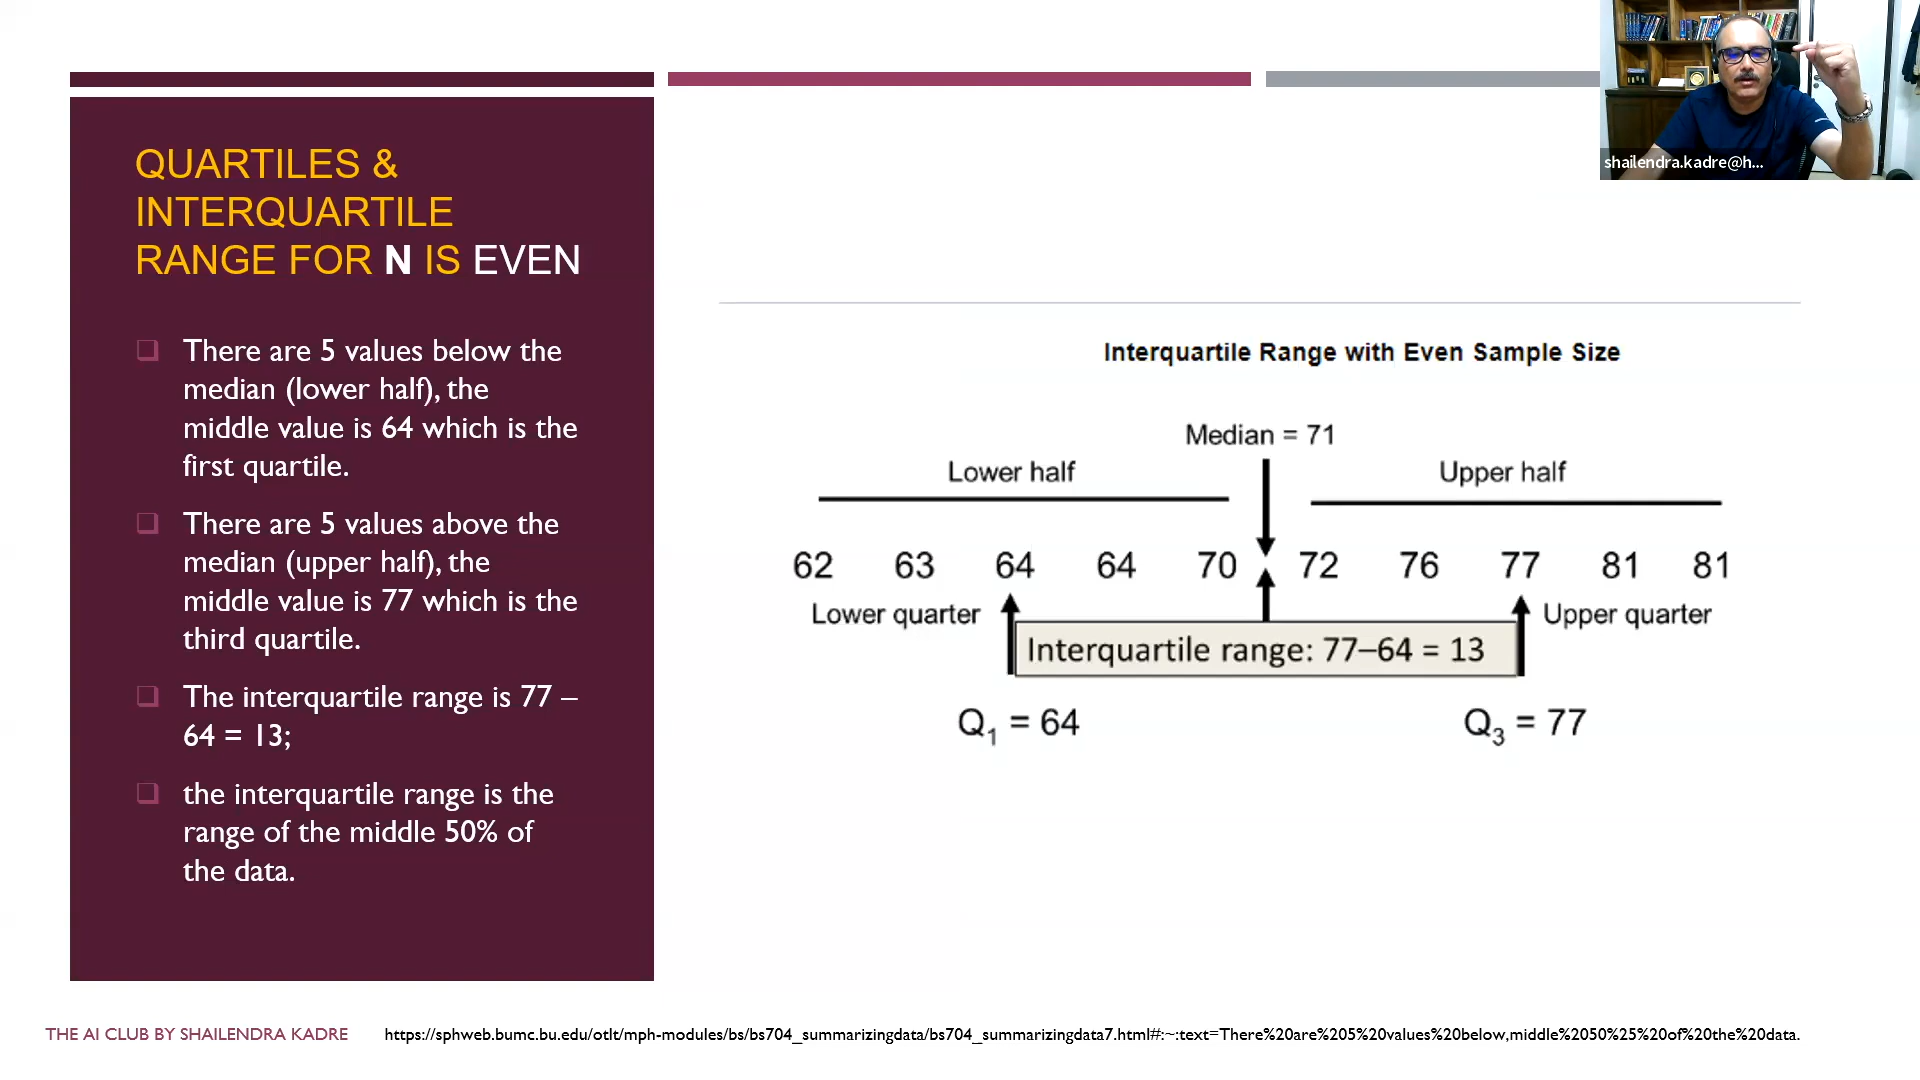 shailendra.kadre@h...
QUARTILES &
INTERQUARTILE
RANGE FOR N IS EVEN
There are 5 values below the
median (lower half), the
middle value is 64 which is the
first quartile.
There are 5 values above the
median (upper half), the
middle value is 77 which is the
third quartile.
The interquartile range is 77 –
64 = 13;
the interquartile range is the
range of the middle 50% of
the data.
Interquartile Range with Even Sample Size
Median = 71
Lower half
Upper half
62 63 64 64 70 72 76 77 81 81
Lower quarter
Upper quarter
Interquartile range: 77–64 = 13
Q1 = 64
Q3 = 77
THE AI CLUB BY SHAILENDRA KADRE
https://sphweb.bumc.bu.edu/otlt/mph-modules/bs/bs704_summarizingdata/bs704_summarizingdata7.html#:~:text=There%20are%205%20values%20below,middle%2050%25%20of%20the%20data.